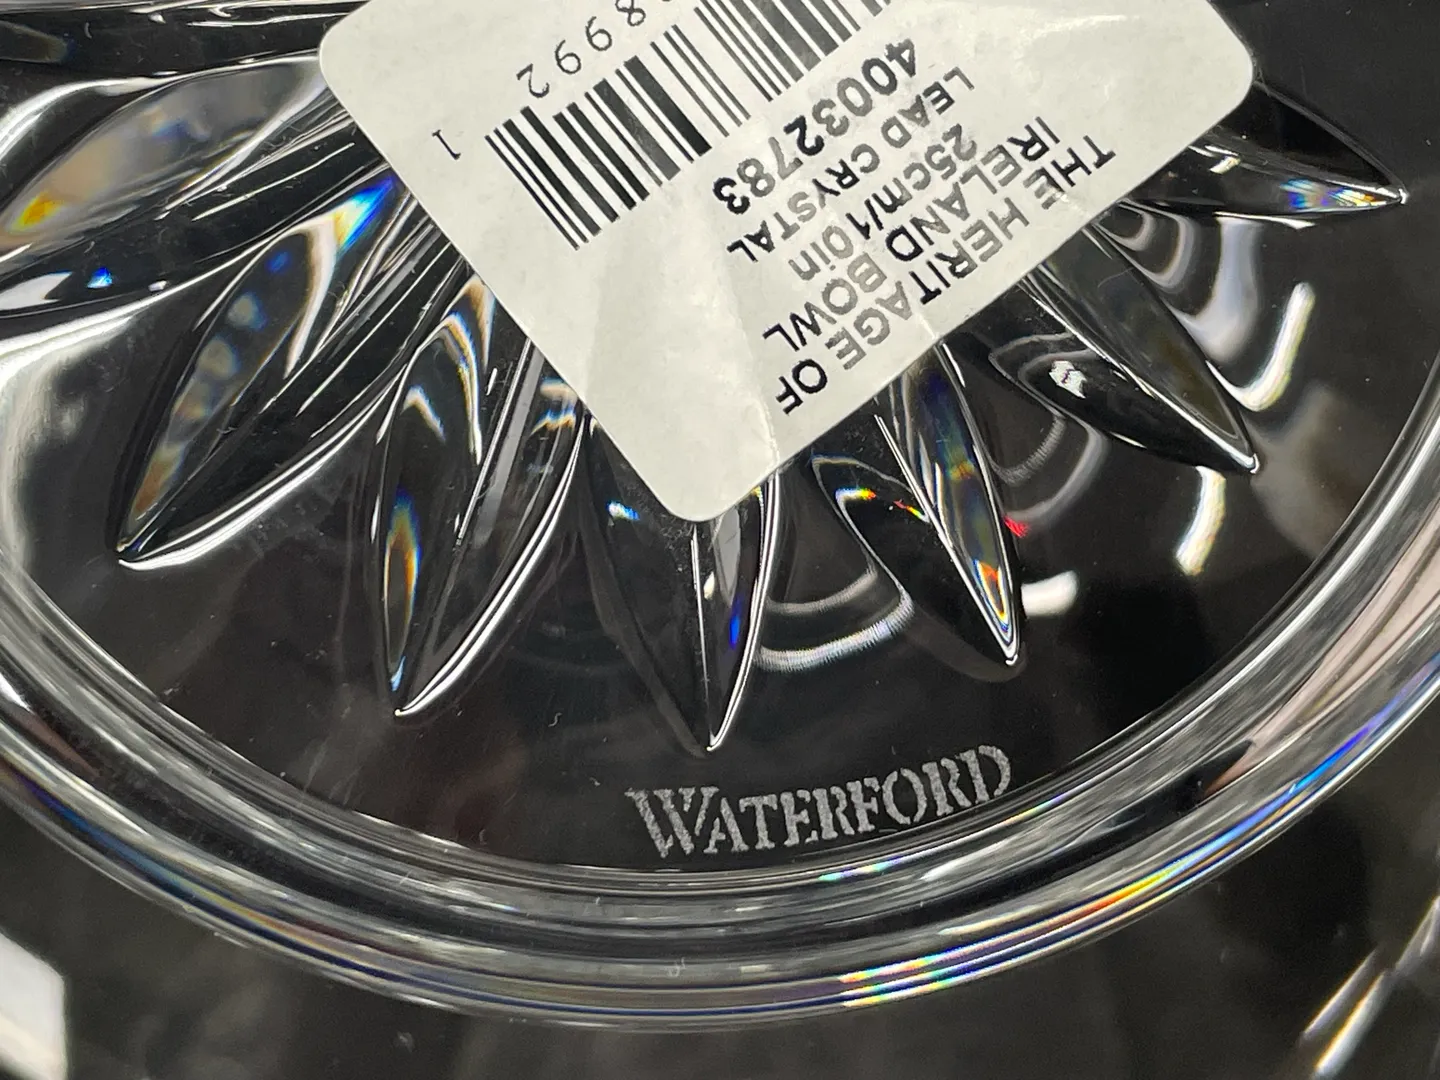 THE HERITAGE OF
IRELAND BOWL
25cm/10in
LEAD CRYSTAL
40032783
8992 1
WATERFORD